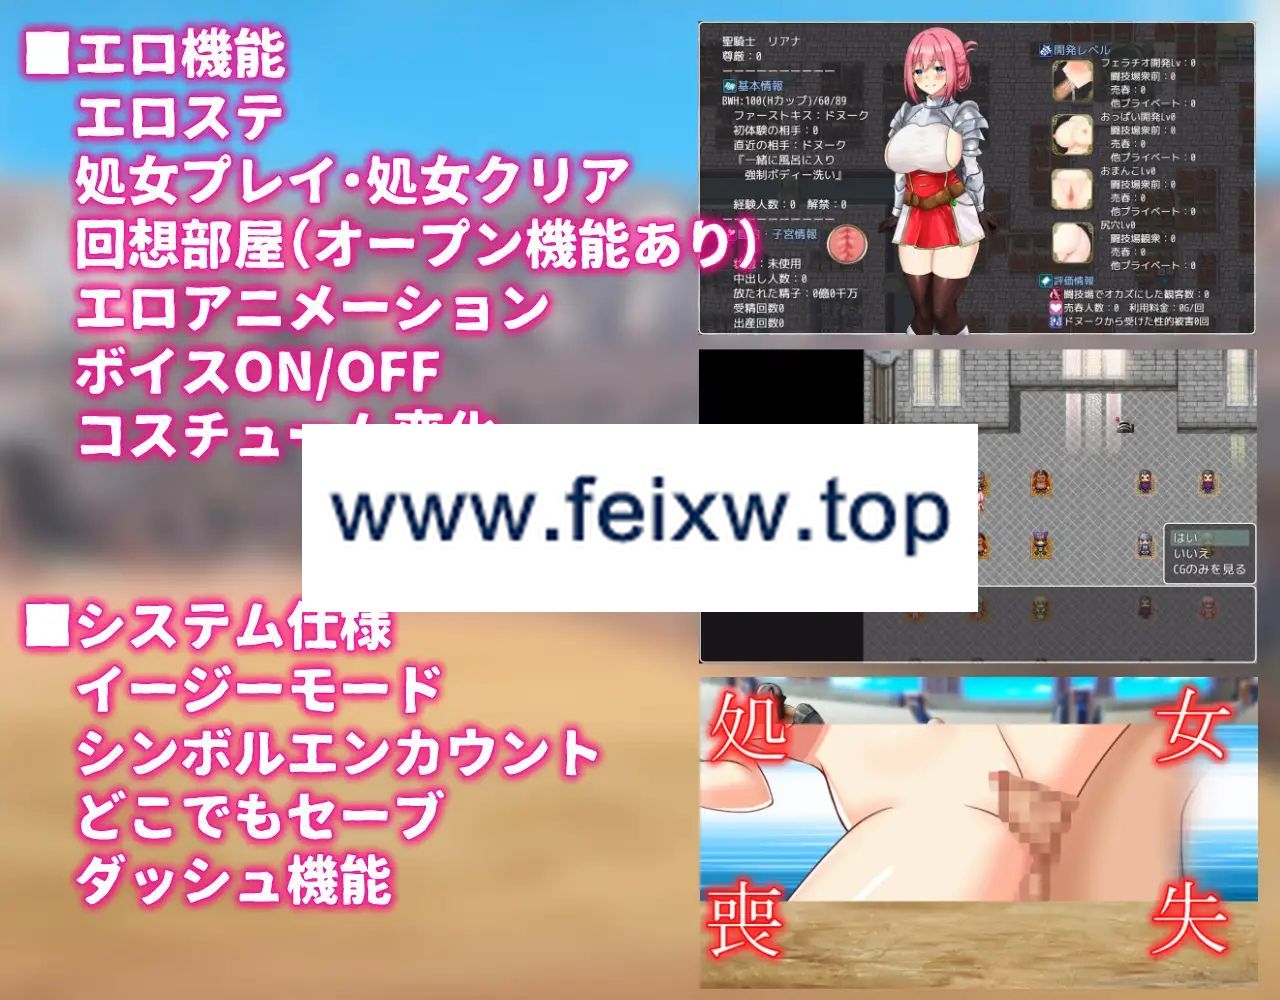 ■エロ機能
エロステ
処女プレイ・処女クリア
回想部屋(オープン機能あり)
エロアニメーション
ボイスON/OFF
コスチューム変化
www.feixw.top
■システム仕様
イージーモード
シンボルエンカウント
どこでもセーブ
ダッシュ機能
聖騎士 リアナ
尊厳:0
基本情報
BWH:100(Hカップ)/60/89
ファーストキス:ドヌーク
初体験の相手:0
直近の相手:ドヌーク
『一緒に風呂に入り
強制ボディー洗い』
経験人数:0 解禁:0
・子宮情報
:未使用
中出し人数:0
放たれた精子:0億0千万
受精回数0
出産回数0
開発レベル
フェラチオ開発Lv:0
闘技場衆前:0
売春:0
他プライベート:0
おっぱい開発Lv0
闘技場衆前:0
売春:0
他プライベート:0
おまんこLv0
闘技場衆前:0
売春:0
他プライベート:0
尻穴Lv0
闘技場観衆:0
売春:0
他プライベート:0
評価情報
闘技場でオカズにした観客数:0
売春人数:0 利用料金:0G/回
ドヌークから受けた性的被害0回
はい
いいえ
CGのみを見る
処女
喪失